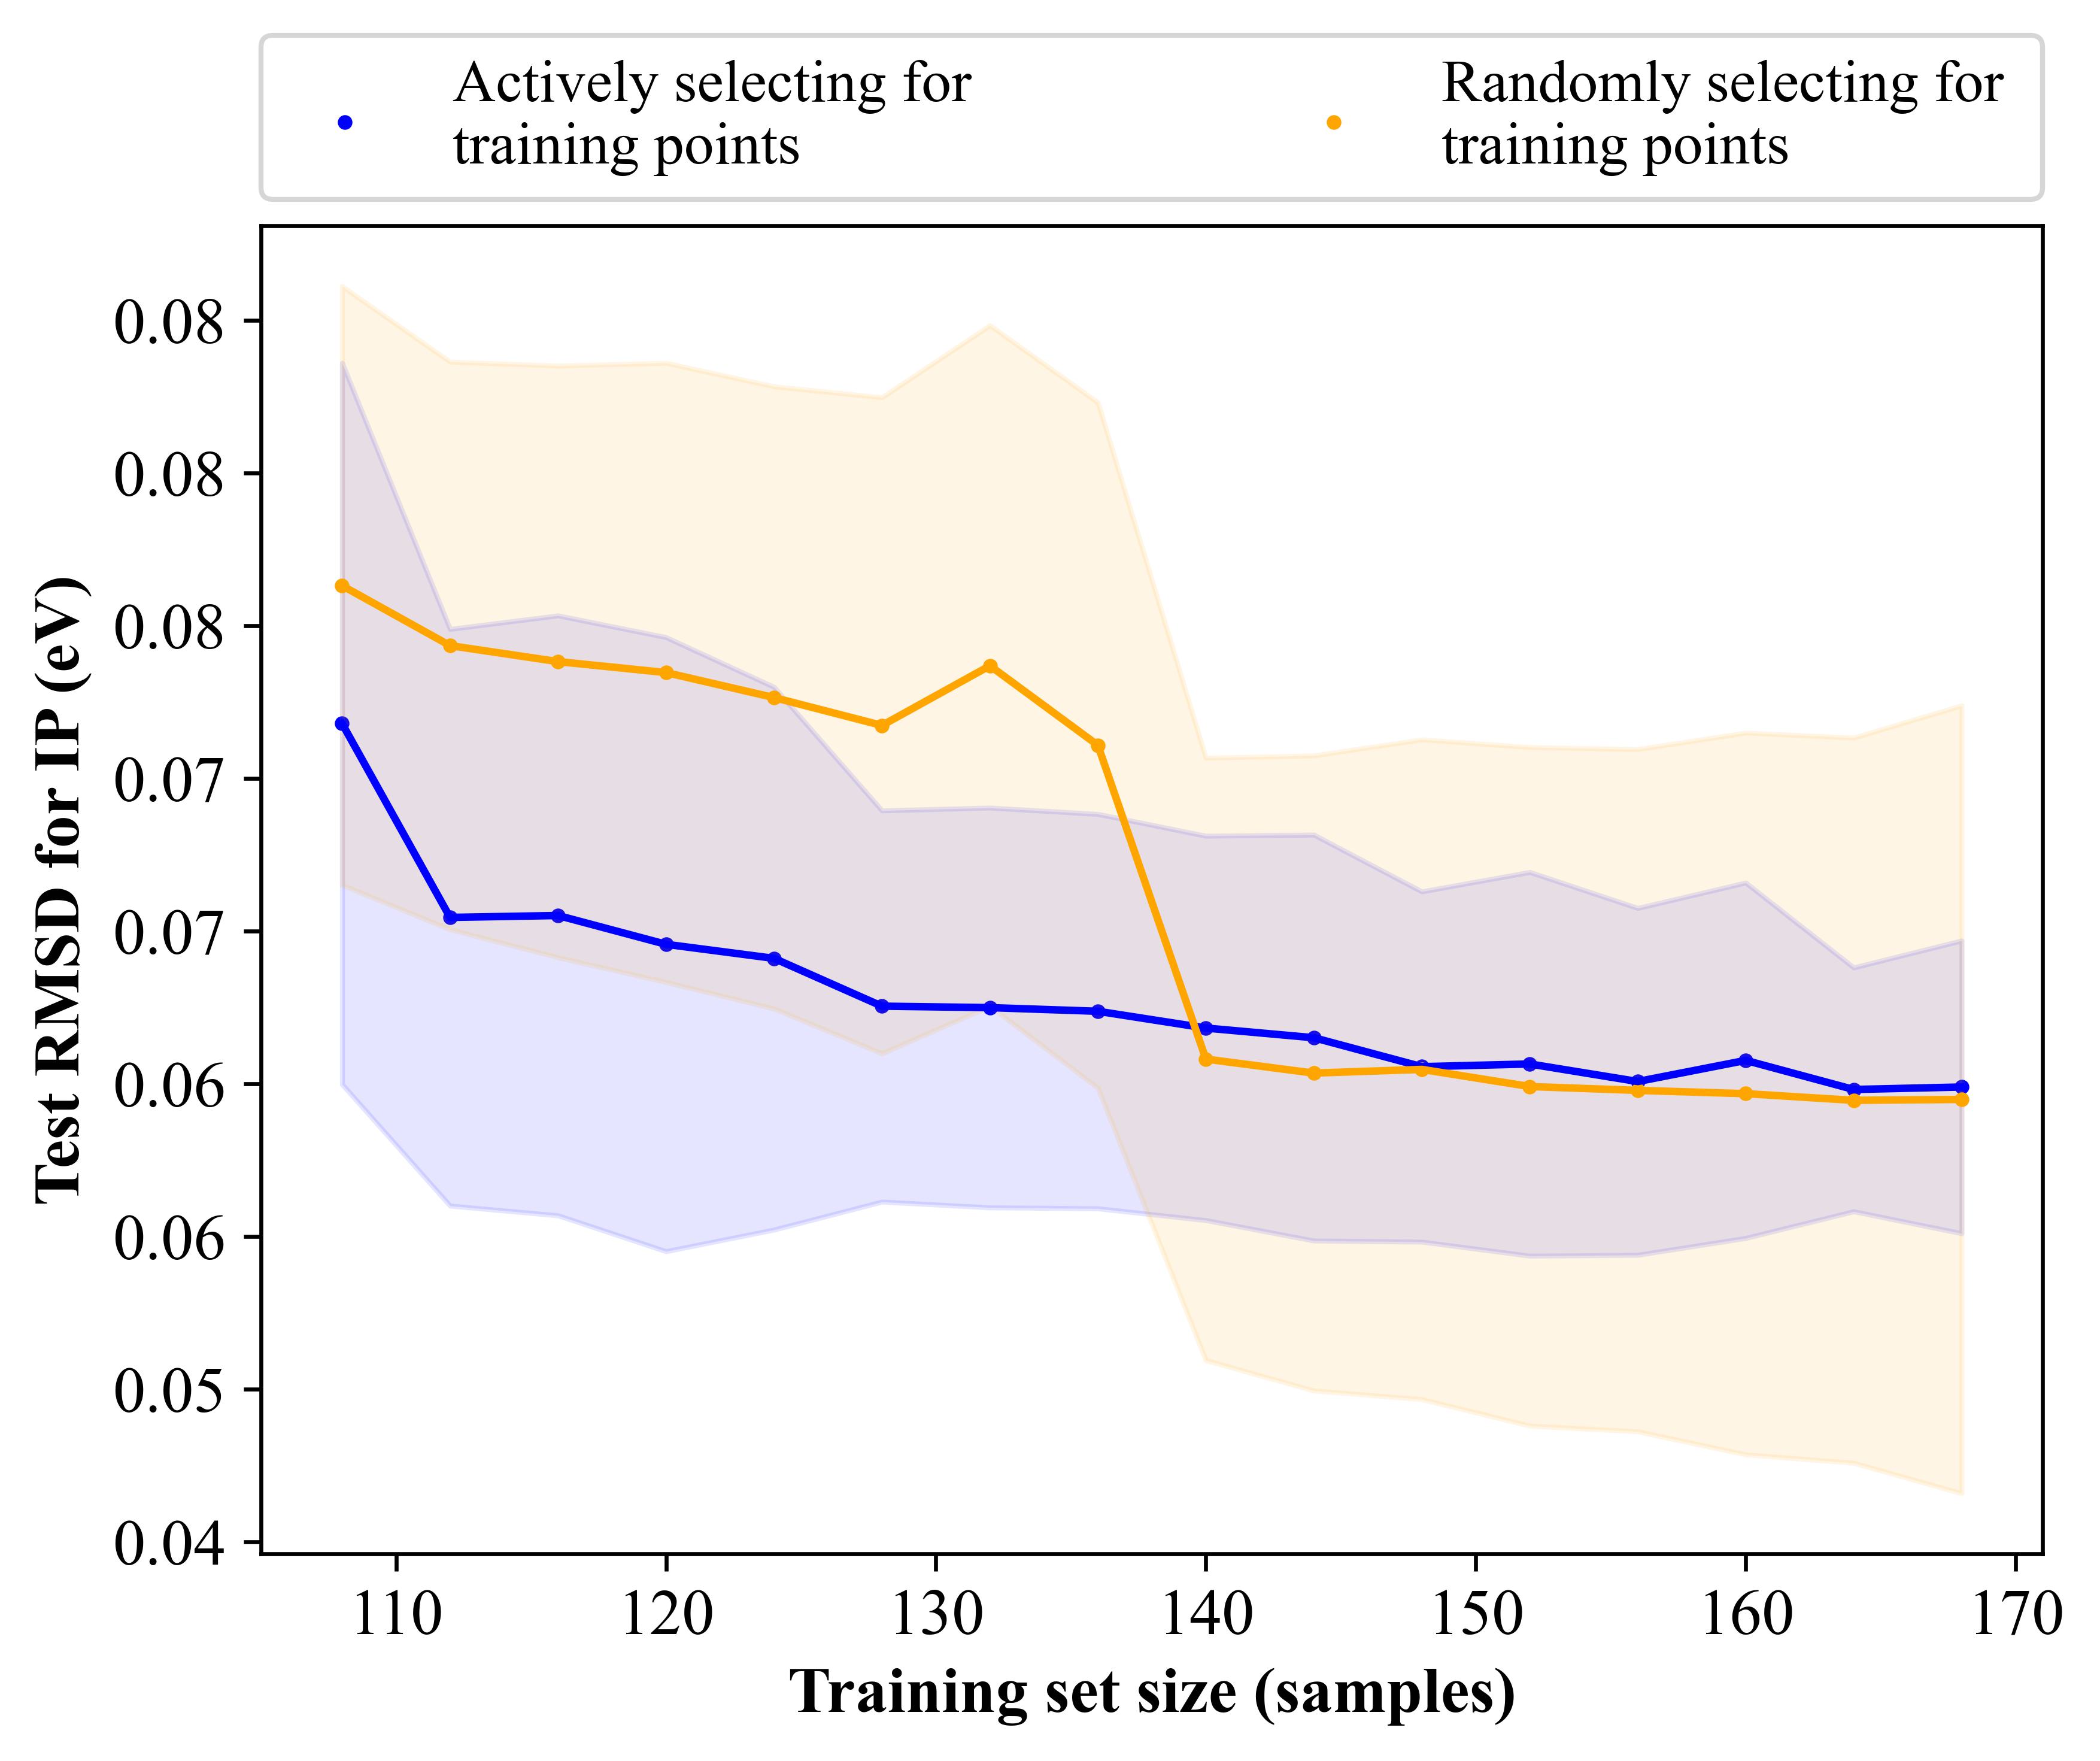 Actively selecting for
training points
Randomly selecting for
training points
0.08
0.08
0.08
0.07
0.07
0.06
0.06
0.05
0.04
Test RMSD for IP (eV)
110 120 130 140 150 160 170
Training set size (samples)